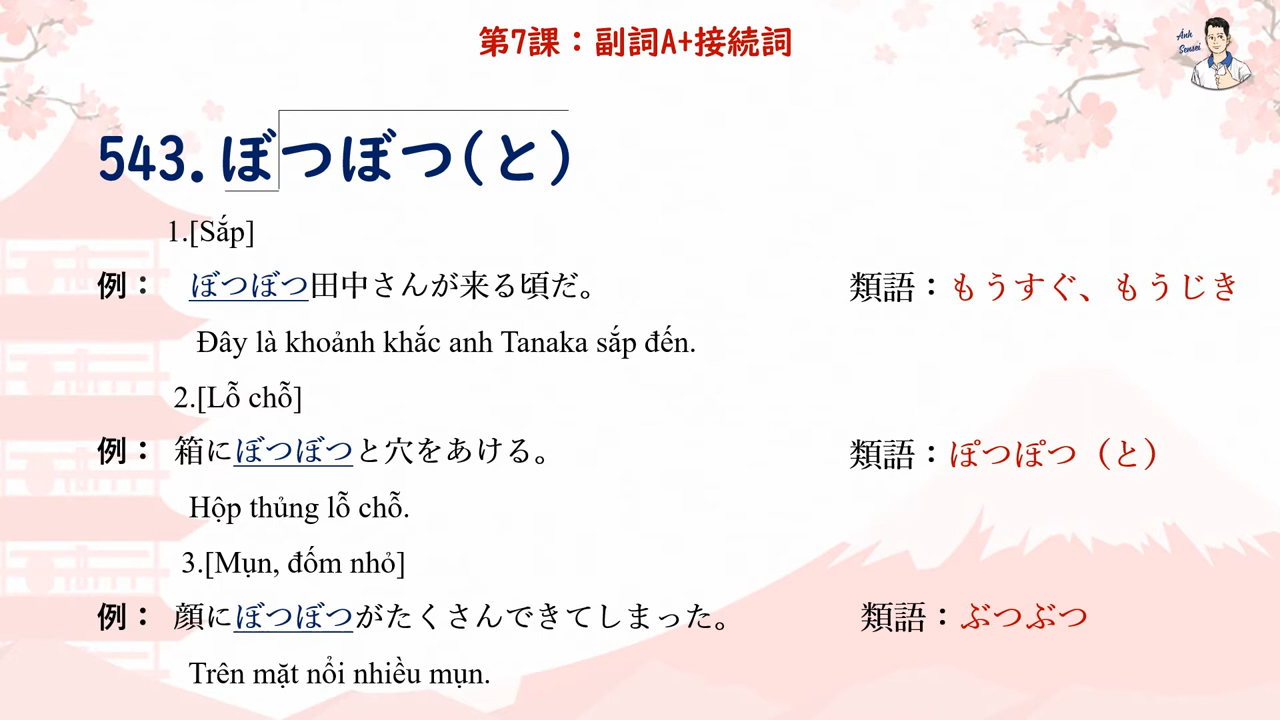 第7課：副詞A+接続詞
Anh
Sensei
543. ぼつぼつ(と)
1.[Sắp]
例： ぼつぼつ田中さんが来る頃だ。 類語：もうすぐ、もうじき
Đây là khoảnh khắc anh Tanaka sắp đến.
2.[Lỗ chỗ]
例： 箱にぼつぼつと穴をあける。 類語：ぽつぽつ（と）
Hộp thủng lỗ chỗ.
3.[Mụn, đốm nhỏ]
例： 顔にぼつぼつがたくさんできてしまった。 類語：ぶつぶつ
Trên mặt nổi nhiều mụn.